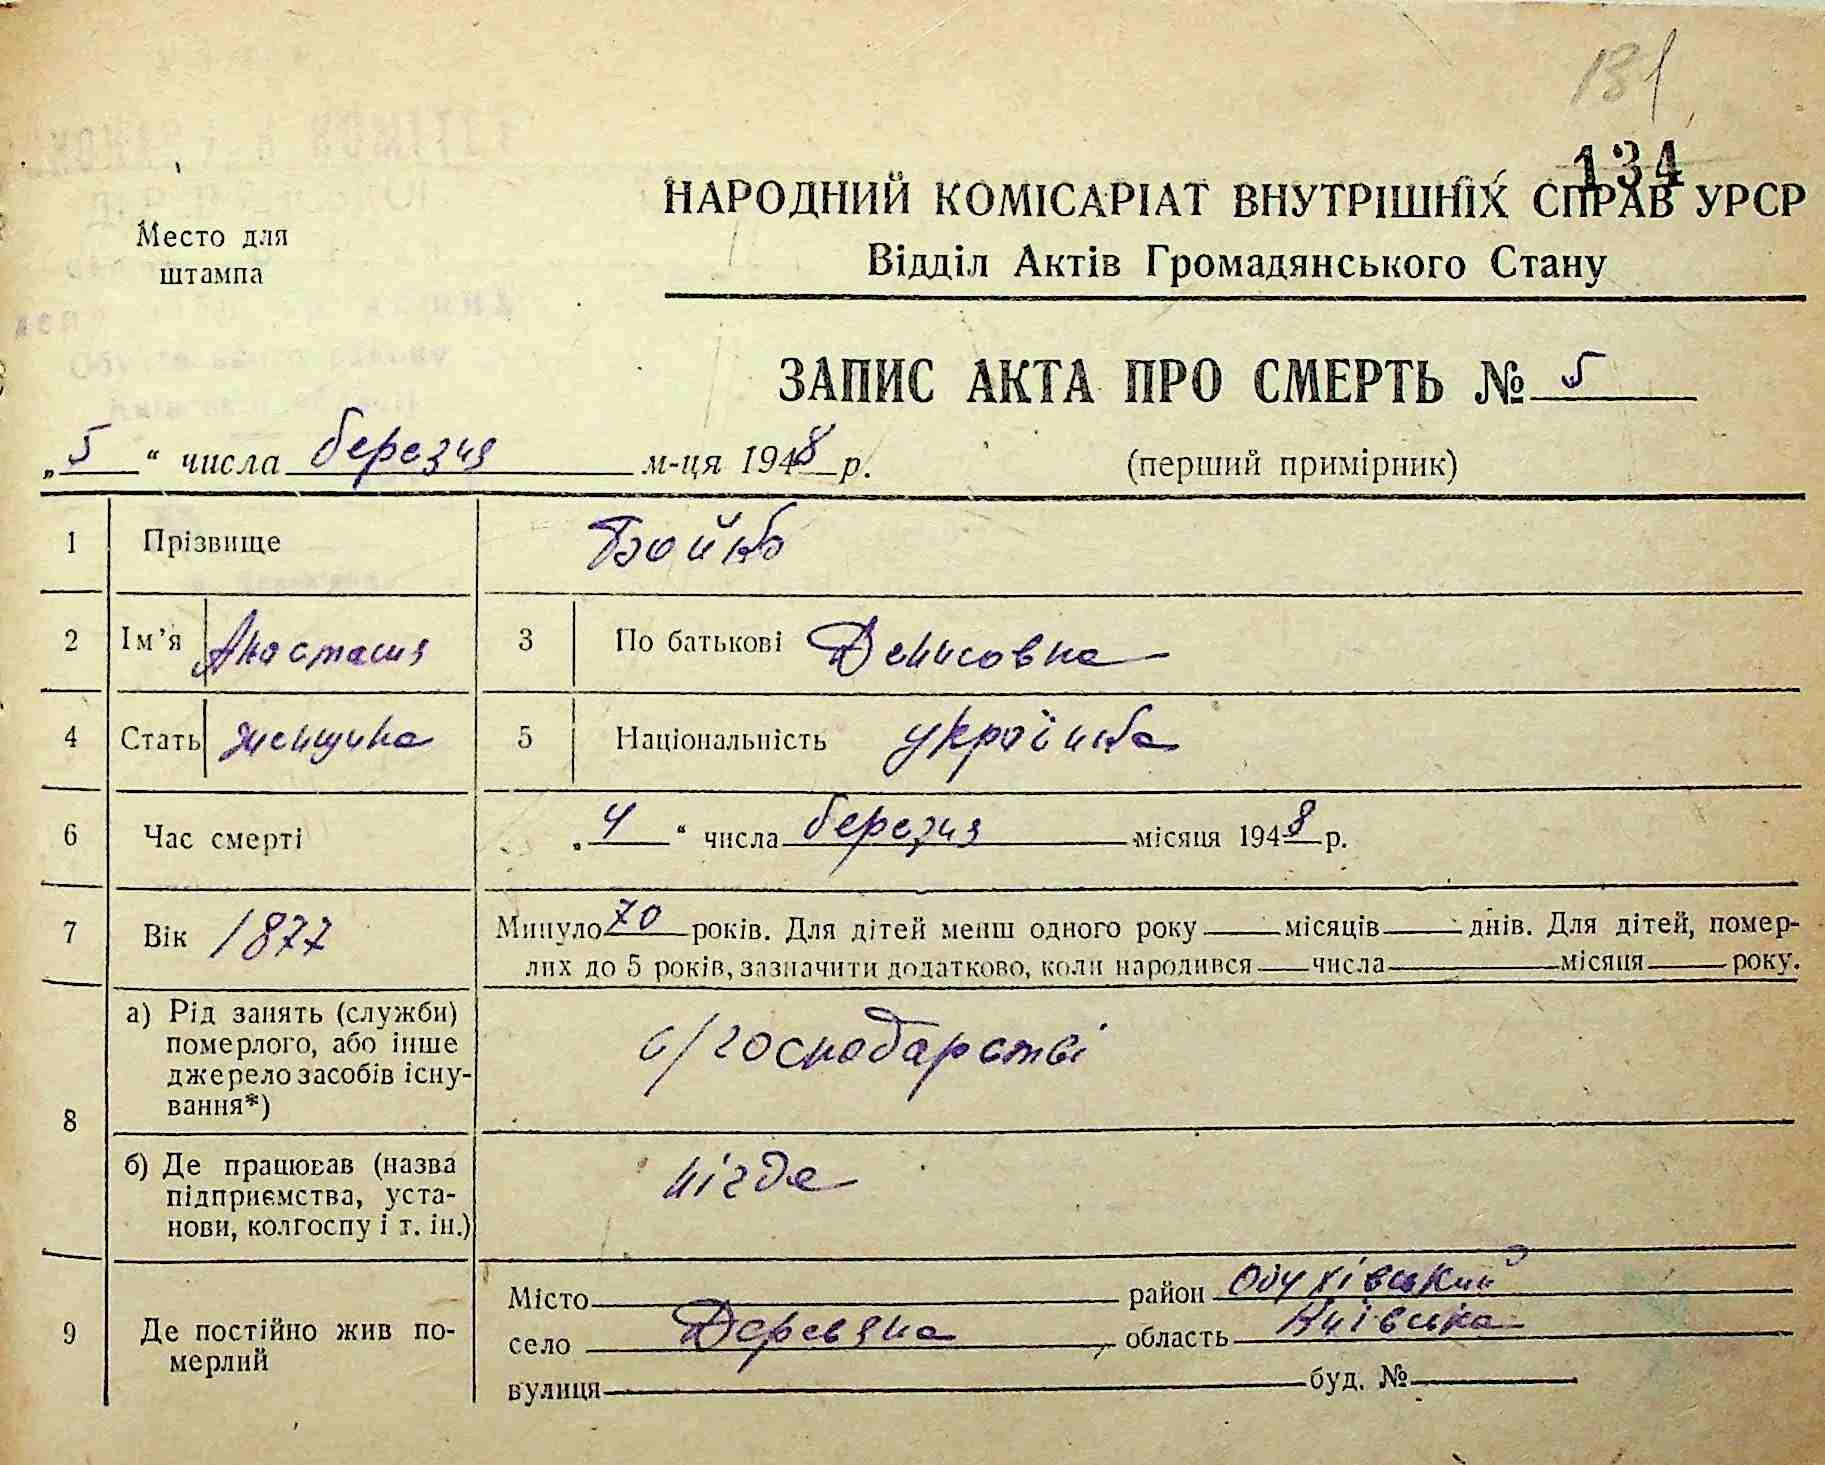 131
134
Место для
штампа
НАРОДНИЙ КОМІСАРІАТ ВНУТРІШНІХ СПРАВ УРСР
Відділ Актів Громадянського Стану
ЗАПИС АКТА ПРО СМЕРТЬ № 5
„5“ числа березня м-ця 1948 р. (перший примірник)
1 Прізвище Бойко
2 Ім’я Анастасия 3 По батькові Денисовна
4 Стать женщина 5 Національність українка
6 Час смерті „4“ числа березня місяця 1948 р.
7 Вік 1877 Минуло 70 років. Для дітей менш одного року — місяців — днів. Для дітей, помер-
лих до 5 років, зазначити додатково, коли народився — числа — місяця — року.
8 а) Рід занять (служби)
померлого, або інше
джерело засобів існу-
вання*)
с/господарстві
б) Де працював (назва
підприємства, уста-
нови, колгоспу і т. ін.)
нігде
9 Де постійно жив по-
мерлий
Місто — район Обухівський
село Деревяна область Київська
вулиця — буд. № —